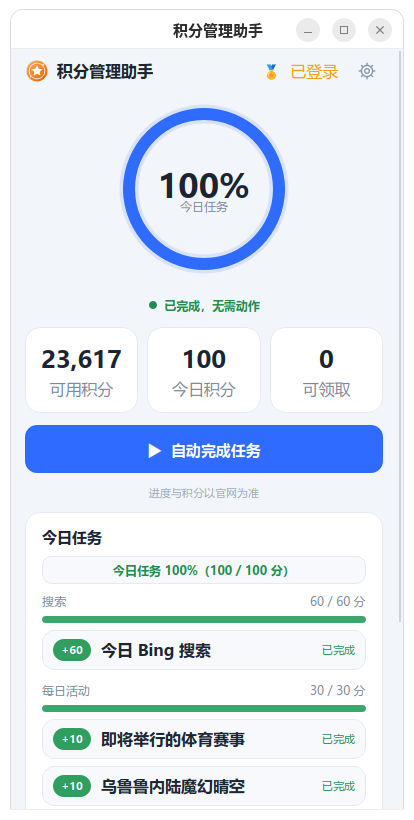 积分管理助手
积分管理助手 已登录
100%
今日任务
已完成，无需动作
23,617 100 0
可用积分 今日积分 可领取
自动完成任务
进度与积分以官网为准
今日任务
今日任务 100%（100 / 100 分）
搜索 60 / 60 分
+60 今日 Bing 搜索 已完成
每日活动 30 / 30 分
+10 即将举行的体育赛事 已完成
+10 乌鲁鲁内陆魔幻晴空 已完成